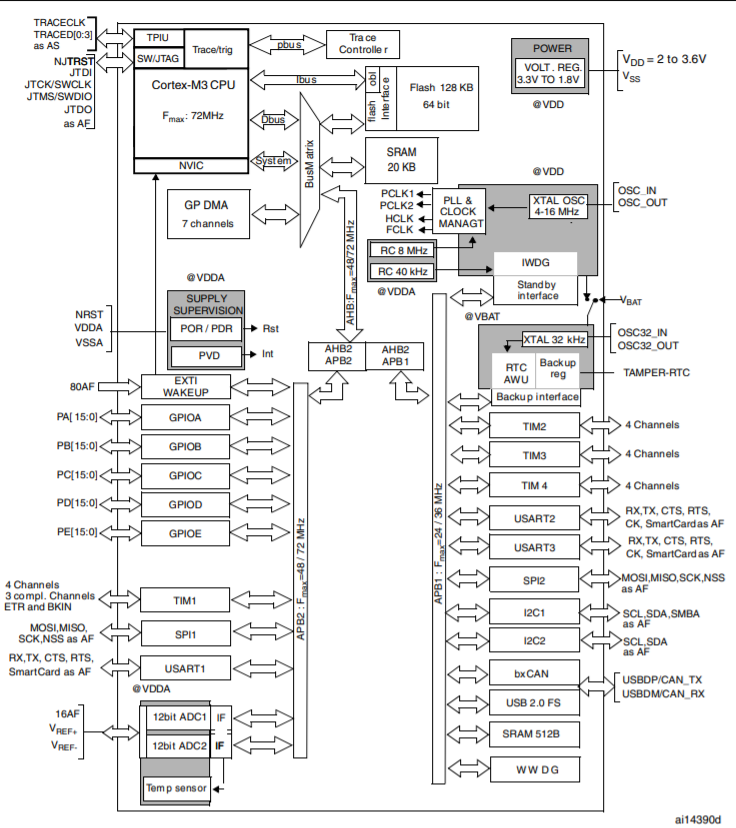 TRACECLK
TRACED[0:3]
as AS
NJTRST
JTDI
JTCK/SWCLK
JTMS/SWDIO
JTDO
as AF
TPIU
SW/JTAG
Trace/trig
Cortex-M3 CPU
Fmax: 72MHz
NVIC
pbus
Trace
Controller
Ibus
Dbus
System
BusMatrix
flash obl
Interface
Flash 128 KB
64 bit
SRAM
20 KB
POWER
VOLT. REG.
3.3V TO 1.8V
@VDD
VDD = 2 to 3.6V
VSS
GP DMA
7 channels
AHB:Fmax=48/72 MHz
@VDD
PCLK1
PCLK2
HCLK
FCLK
PLL &
CLOCK
MANAGT
XTAL OSC
4-16 MHz
OSC_IN
OSC_OUT
RC 8 MHz
RC 40 kHz
@VDDA
IWDG
Standby
interface
@VBAT
VBAT
XTAL 32 kHz
OSC32_IN
OSC32_OUT
RTC
AWU
Backup
reg
TAMPER-RTC
Backup interface
@VDDA
SUPPLY
SUPERVISION
NRST
VDDA
VSSA
POR / PDR
Rst
PVD
Int
AHB2
APB2
AHB2
APB1
80AF
EXTI
WAKEUP
PA[15:0]
GPIOA
PB[15:0]
GPIOB
PC[15:0]
GPIOC
PD[15:0]
GPIOD
PE[15:0]
GPIOE
4 Channels
3 compl. Channels
ETR and BKIN
TIM1
MOSI,MISO,
SCK,NSS as AF
SPI1
RX,TX, CTS, RTS,
SmartCard as AF
USART1
@VDDA
16AF
VREF+
VREF-
12bit ADC1
IF
12bit ADC2
IF
Temp sensor
APB2 : Fmax=48 / 72 MHz
APB1 : Fmax=24 / 36 MHz
TIM2
4 Channels
TIM3
4 Channels
TIM 4
4 Channels
USART2
RX,TX, CTS, RTS,
CK, SmartCard as AF
USART3
RX,TX, CTS, RTS,
CK, SmartCard as AF
SPI2
MOSI,MISO,SCK,NSS
as AF
I2C1
SCL,SDA,SMBA
as AF
I2C2
SCL,SDA
as AF
bxCAN
USBDP/CAN_TX
USBDM/CAN_RX
USB 2.0 FS
SRAM 512B
WWDG
ai14390d